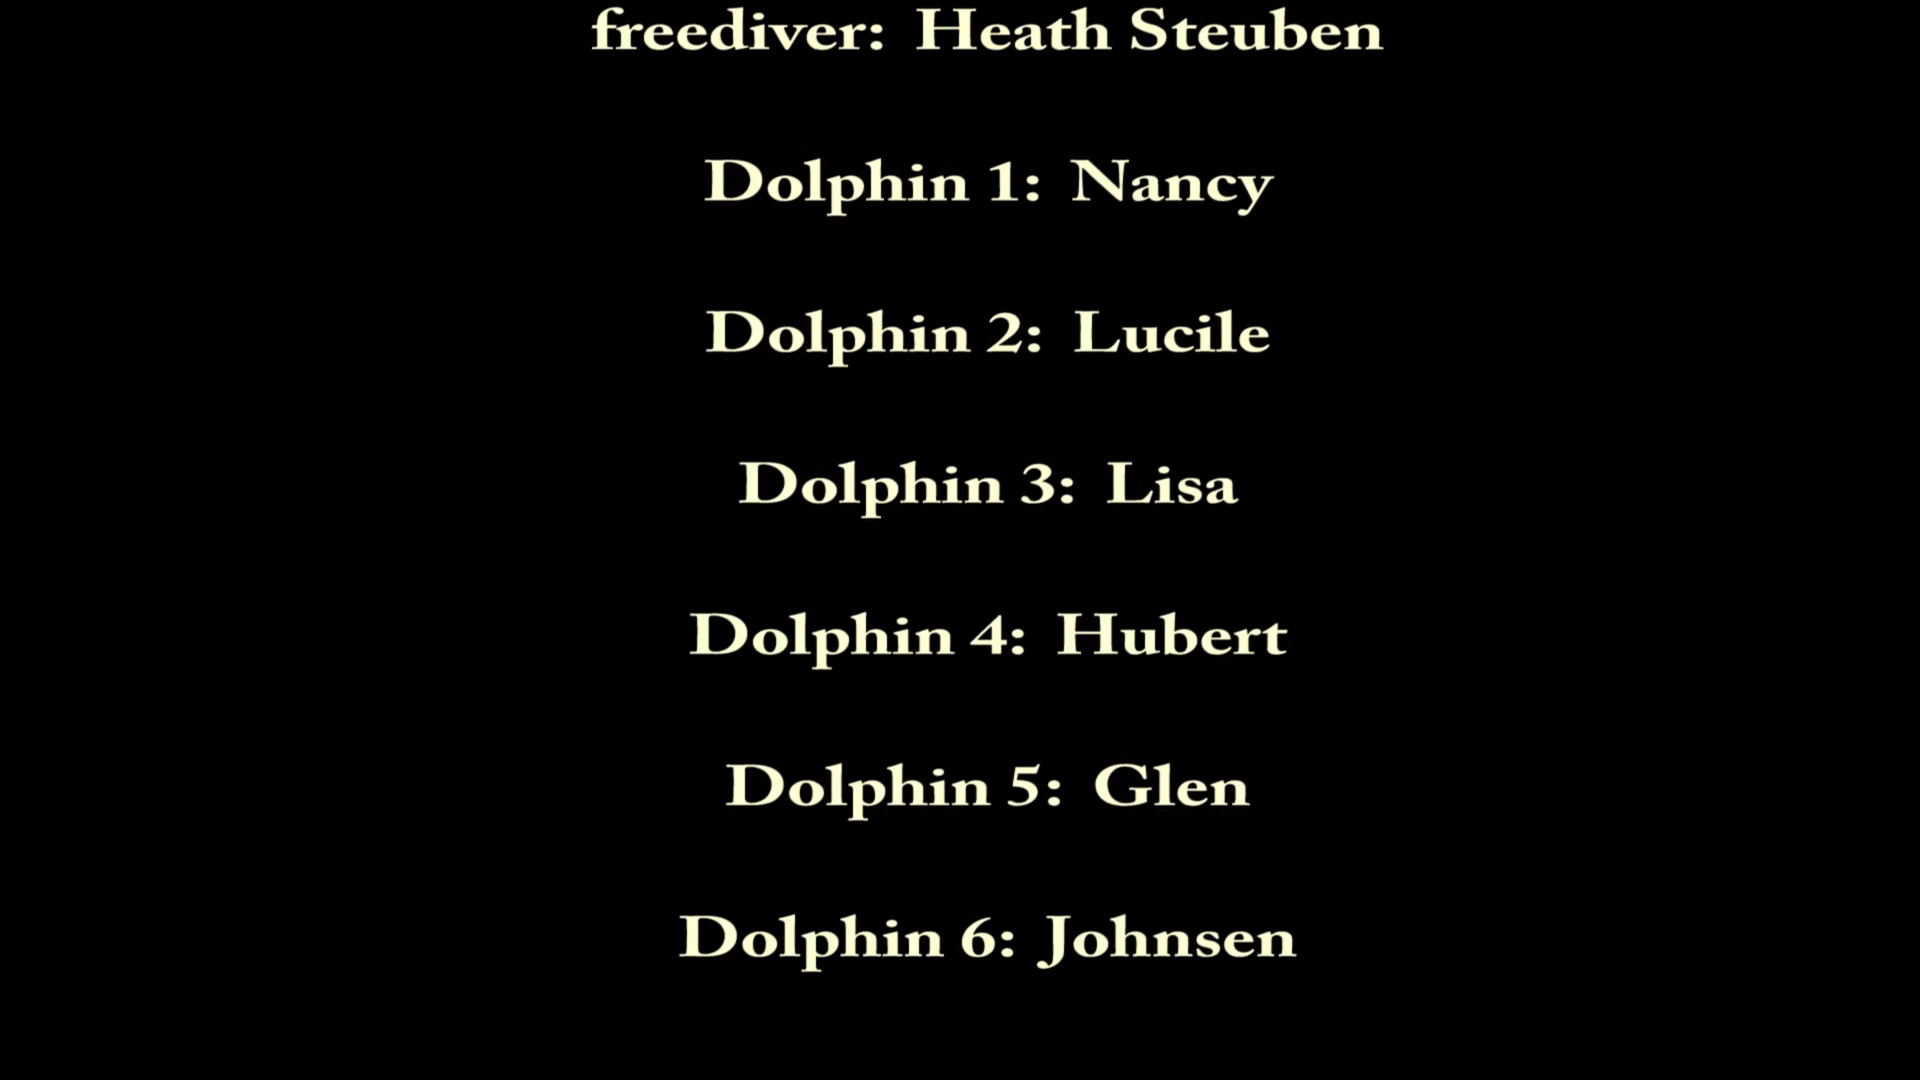 freediver: Heath Steuben
Dolphin 1: Nancy
Dolphin 2: Lucile
Dolphin 3: Lisa
Dolphin 4: Hubert
Dolphin 5: Glen
Dolphin 6: Johnsen